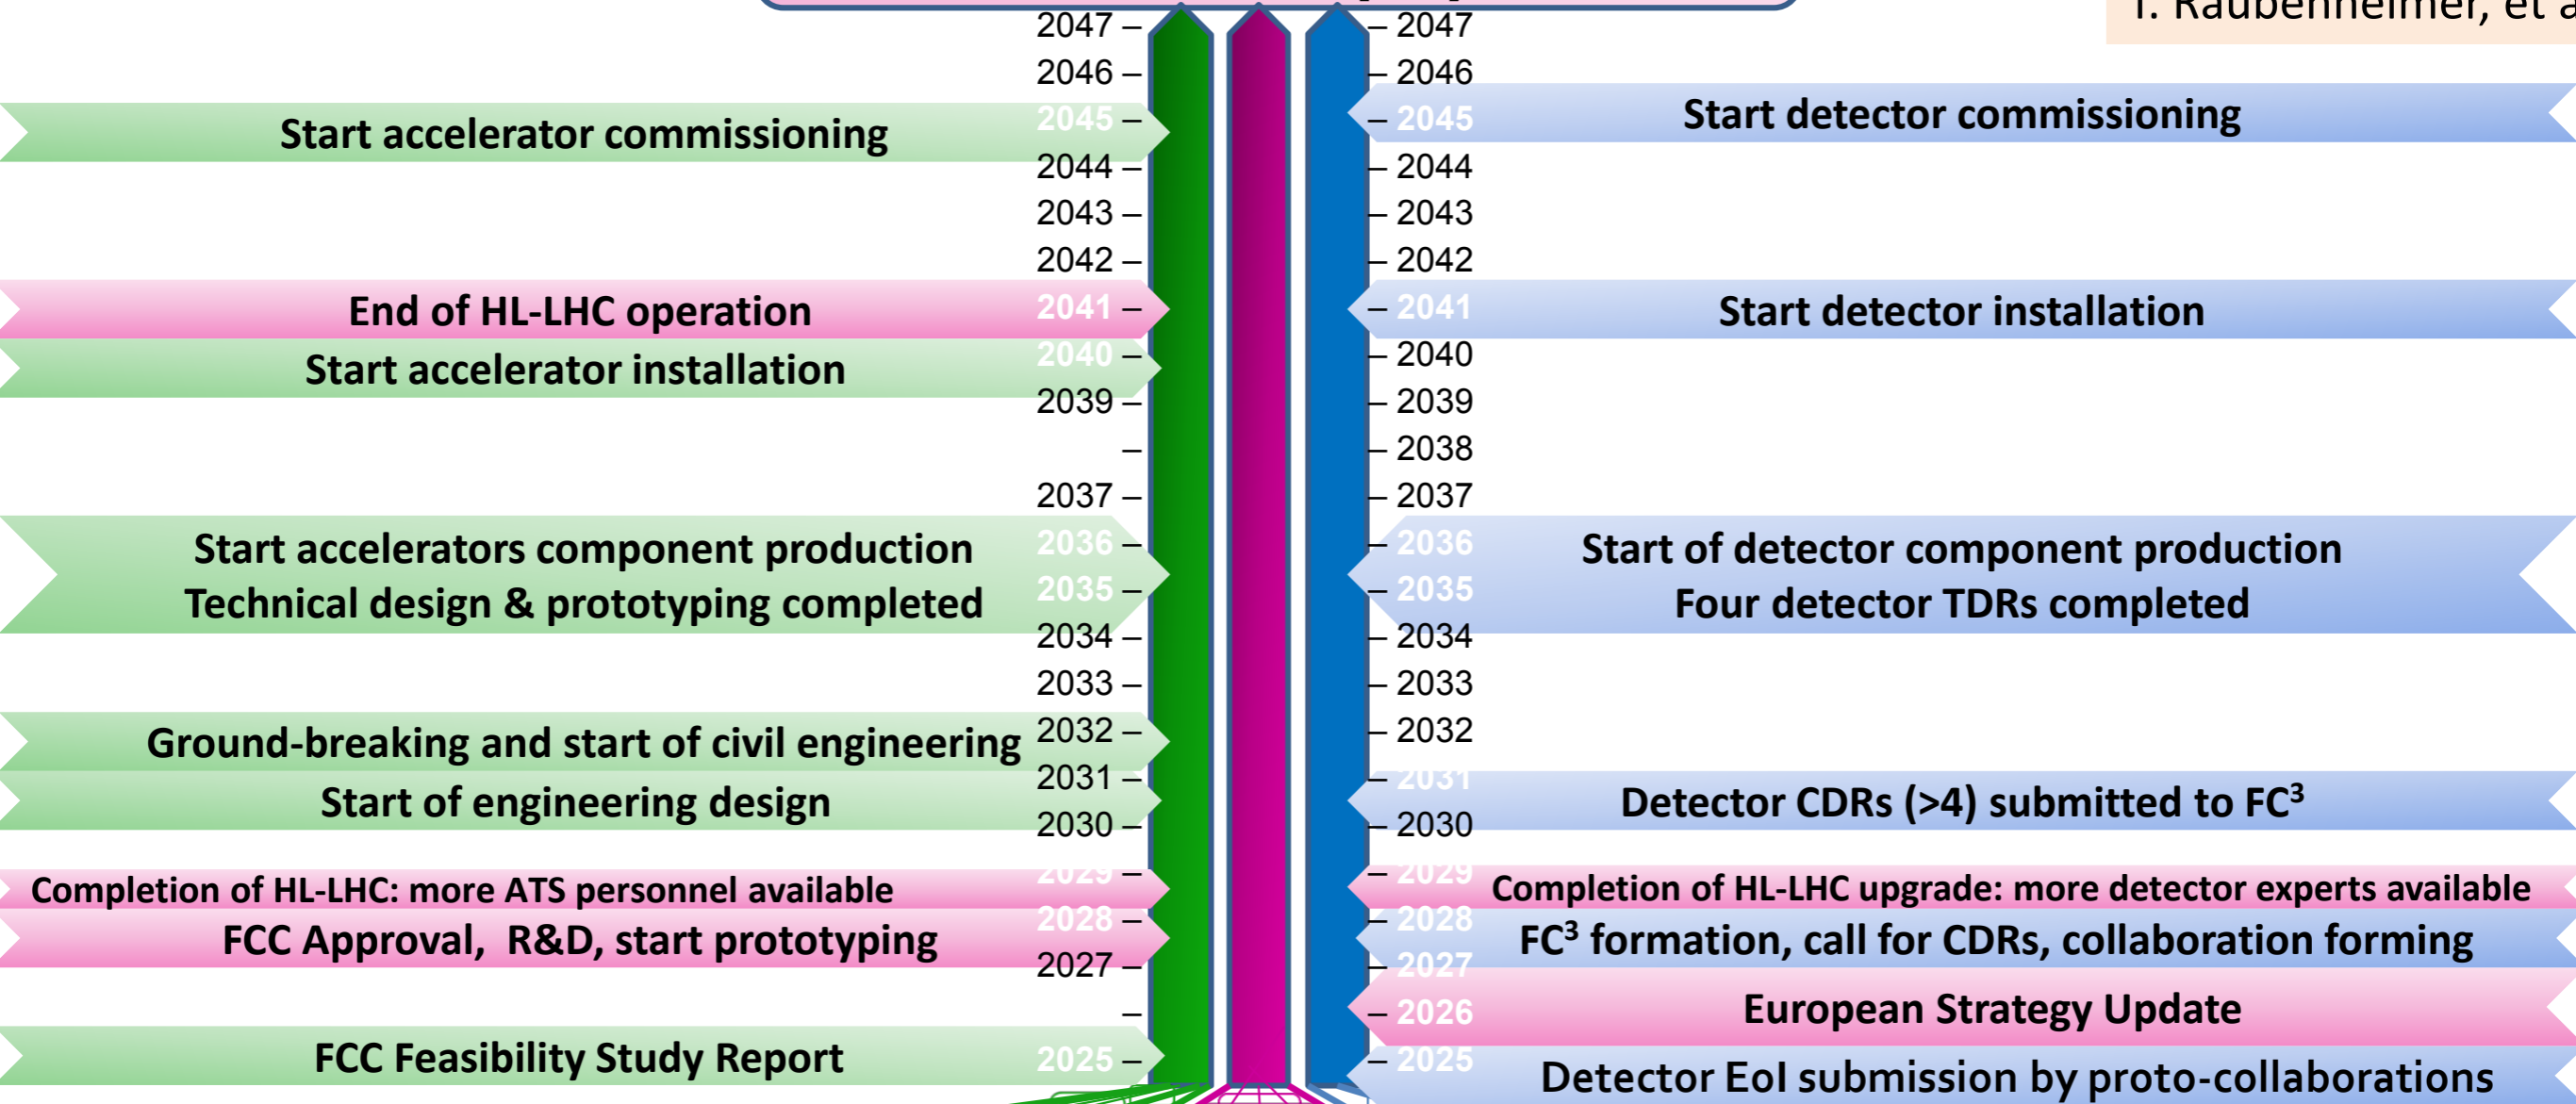 T. Raubenheimer, et a
2047 –
2046 –
2045 –
2044 –
2043 –
2042 –
2041 –
2040 –
2039 –
–
2037 –
2036 –
2035 –
2034 –
2033 –
2032 –
2031 –
2030 –
2029 –
2028 –
2027 –
–
2025 –
Start accelerator commissioning
End of HL-LHC operation
Start accelerator installation
Start accelerators component production
Technical design & prototyping completed
Ground-breaking and start of civil engineering
Start of engineering design
Completion of HL-LHC: more ATS personnel available
FCC Approval, R&D, start prototyping
FCC Feasibility Study Report
– 2047
– 2046
– 2045
– 2044
– 2043
– 2042
– 2041
– 2040
– 2039
– 2038
– 2037
– 2036
– 2035
– 2034
– 2033
– 2032
– 2031
– 2030
– 2029
– 2028
– 2027
– 2026
– 2025
Start detector commissioning
Start detector installation
Start of detector component production
Four detector TDRs completed
Detector CDRs (>4) submitted to FC³
Completion of HL-LHC upgrade: more detector experts available
FC³ formation, call for CDRs, collaboration forming
European Strategy Update
Detector EoI submission by proto-collaborations